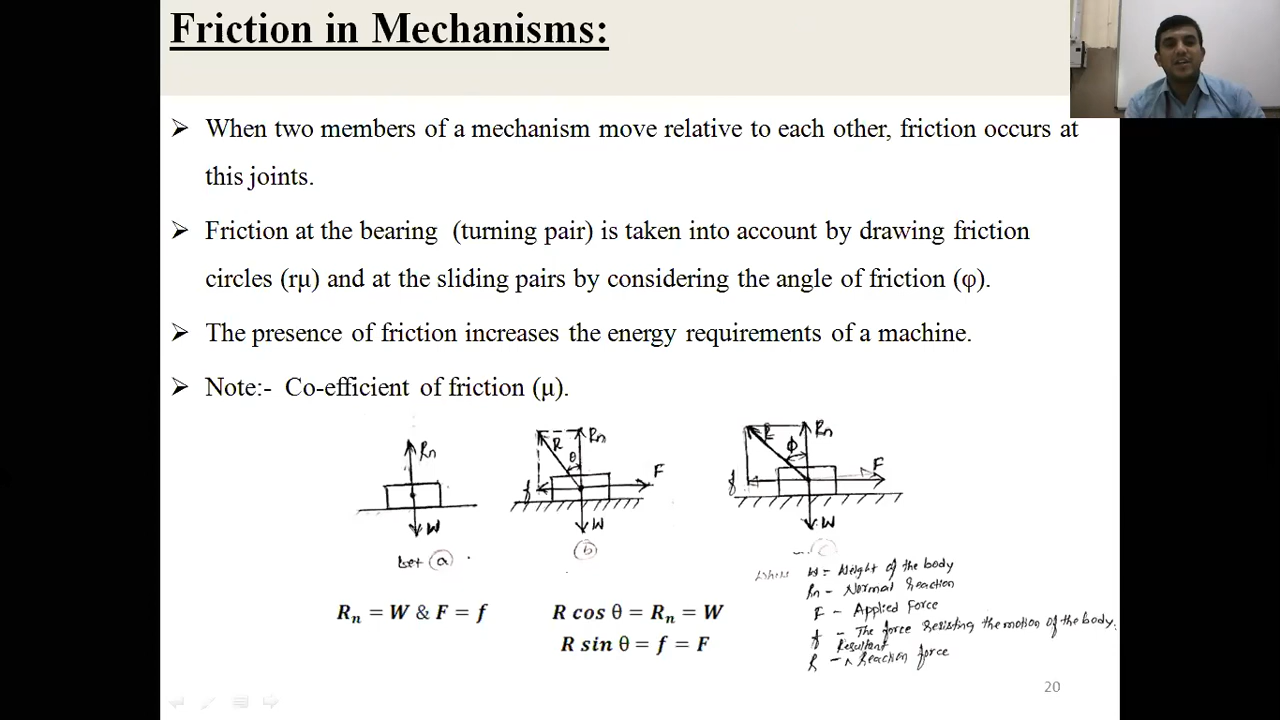 Friction in Mechanisms:
➢ When two members of a mechanism move relative to each other, friction occurs at
this joints.
➢ Friction at the bearing (turning pair) is taken into account by drawing friction
circles (rμ) and at the sliding pairs by considering the angle of friction (φ).
➢ The presence of friction increases the energy requirements of a machine.
➢ Note:- Co-efficient of friction (μ).
Rn
W
(a)
R
Rn
θ
F
f
W
(b)
R
Rn
ϕ
F
f
W
W = Weight of the body
Rn - Normal Reaction
F - Applied Force
f - The force resisting the motion of the body.
Resultant
R - ^ Reaction force
Rₙ = W & F = f
R cos θ = Rₙ = W
R sin θ = f = F
20